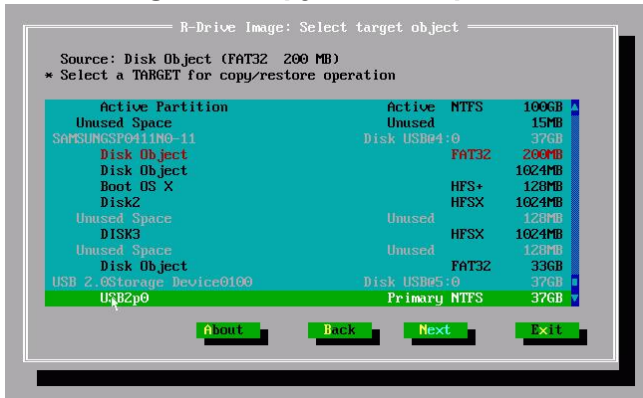 R-Drive Image: Select target object
Source: Disk Object (FAT32 200 MB)
* Select a TARGET for copy/restore operation
Active Partition Active NTFS 100GB
Unused Space Unused 15MB
SAMSUNGSP0411N0-11 Disk USB@4:0 37GB
Disk Object FAT32 200MB
Disk Object 1024MB
Boot OS X HFS+ 128MB
Disk2 HFSX 1024MB
Unused Space Unused 128MB
DISK3 HFSX 1024MB
Unused Space Unused 128MB
Disk Object FAT32 33GB
USB 2.0Storage Device0100 Disk USB@5:0 37GB
USB2p0 Primary NTFS 37GB
About Back Next Exit